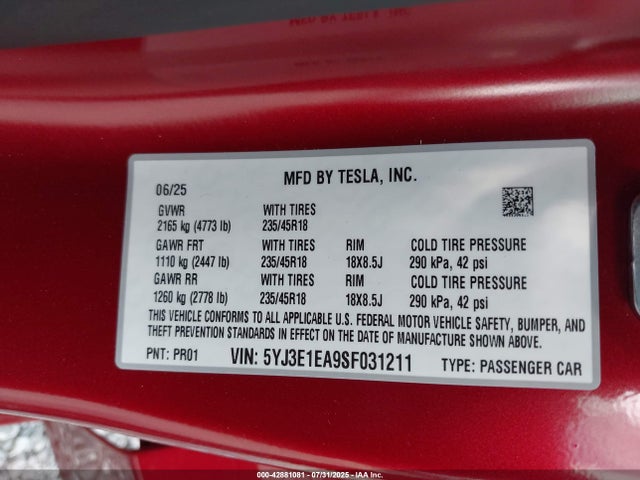 MFD BY TESLA, INC.
06/25
GVWR WITH TIRES
2165 kg (4773 lb) 235/45R18
GAWR FRT WITH TIRES RIM COLD TIRE PRESSURE
1110 kg (2447 lb) 235/45R18 18X8.5J 290 kPa, 42 psi
GAWR RR WITH TIRES RIM COLD TIRE PRESSURE
1260 kg (2778 lb) 235/45R18 18X8.5J 290 kPa, 42 psi
THIS VEHICLE CONFORMS TO ALL APPLICABLE U.S. FEDERAL MOTOR VEHICLE SAFETY, BUMPER, AND
THEFT PREVENTION STANDARDS IN EFFECT ON THE DATE OF MANUFACTURE SHOWN ABOVE.
PNT: PR01 VIN: 5YJ3E1EA9SF031211 TYPE: PASSENGER CAR
000-42881081 - 07/31/2025 - IAA Inc.